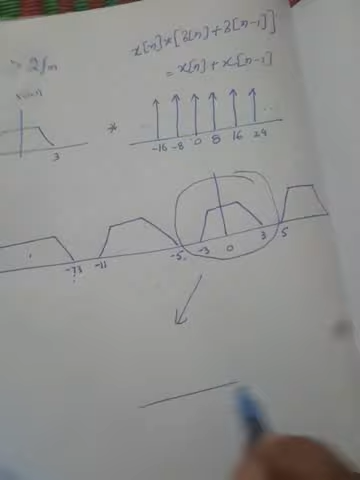 x[n]*[δ[n]+δ[n-1]]
> 2fm
= x[n] + x[n-1]
3
*
-16 -8 0 8 16 24 ...
-13 -11 -5 -3 0 3 5